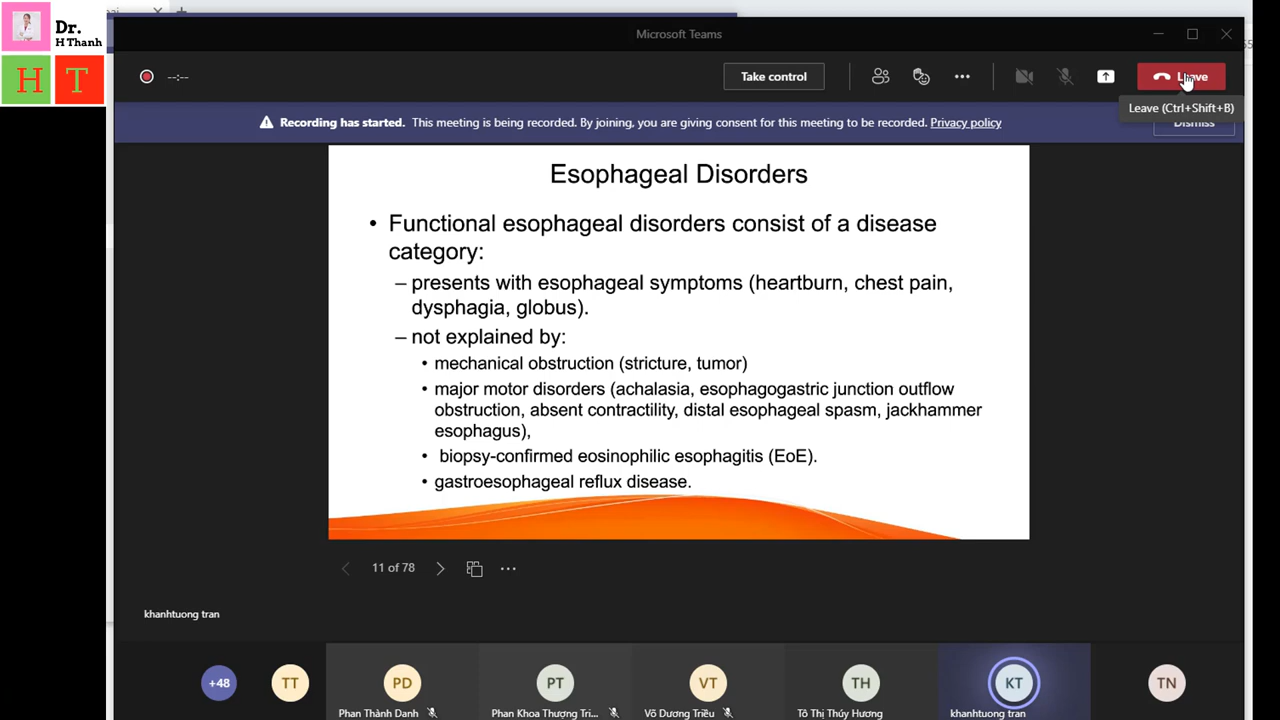 Dr.
H Thanh
H T
Microsoft Teams
--:--
Take control
Leave
Leave (Ctrl+Shift+B)
Recording has started. This meeting is being recorded. By joining, you are giving consent for this meeting to be recorded. Privacy policy
Dismiss
Esophageal Disorders
• Functional esophageal disorders consist of a disease
category:
– presents with esophageal symptoms (heartburn, chest pain,
dysphagia, globus).
– not explained by:
• mechanical obstruction (stricture, tumor)
• major motor disorders (achalasia, esophagogastric junction outflow
obstruction, absent contractility, distal esophageal spasm, jackhammer
esophagus),
• biopsy-confirmed eosinophilic esophagitis (EoE).
• gastroesophageal reflux disease.
11 of 78
khanhtuong tran
+48 TT PD PT VT TH KT TN
Phan Thành Danh Phan Khoa Thượng Tri... Võ Dương Triều Tô Thị Thúy Hương khanhtuong tran